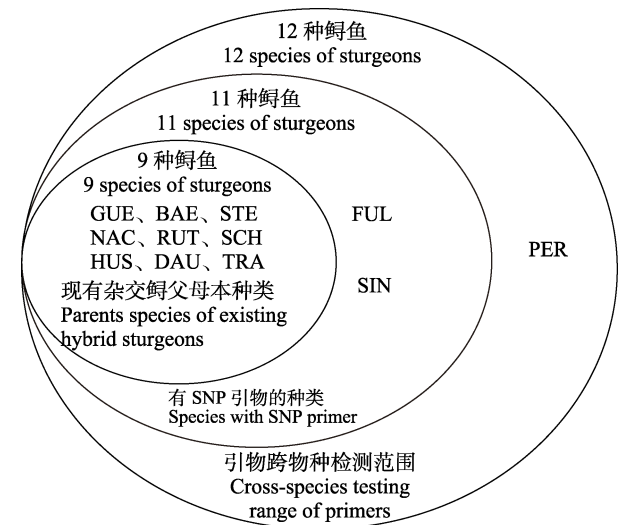 12 种鲟鱼
12 species of sturgeons
11 种鲟鱼
11 species of sturgeons
9 种鲟鱼
9 species of sturgeons
GUE、BAE、STE
NAC、RUT、SCH
HUS、DAU、TRA
现有杂交鲟父母本种类
Parents species of existing
hybrid sturgeons
FUL
SIN
PER
有 SNP 引物的种类
Species with SNP primer
引物跨物种检测范围
Cross-species testing
range of primers